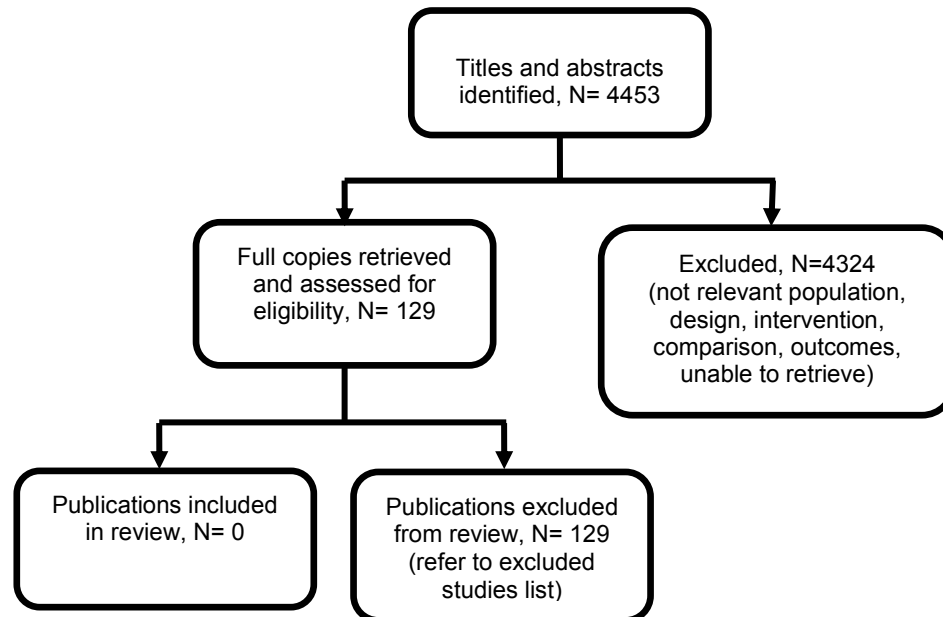 Titles and abstracts
identified, N= 4453
Full copies retrieved
and assessed for
eligibility, N= 129
Excluded, N=4324
(not relevant population,
design, intervention,
comparison, outcomes,
unable to retrieve)
Publications included
in review, N= 0
Publications excluded
from review, N= 129
(refer to excluded
studies list)